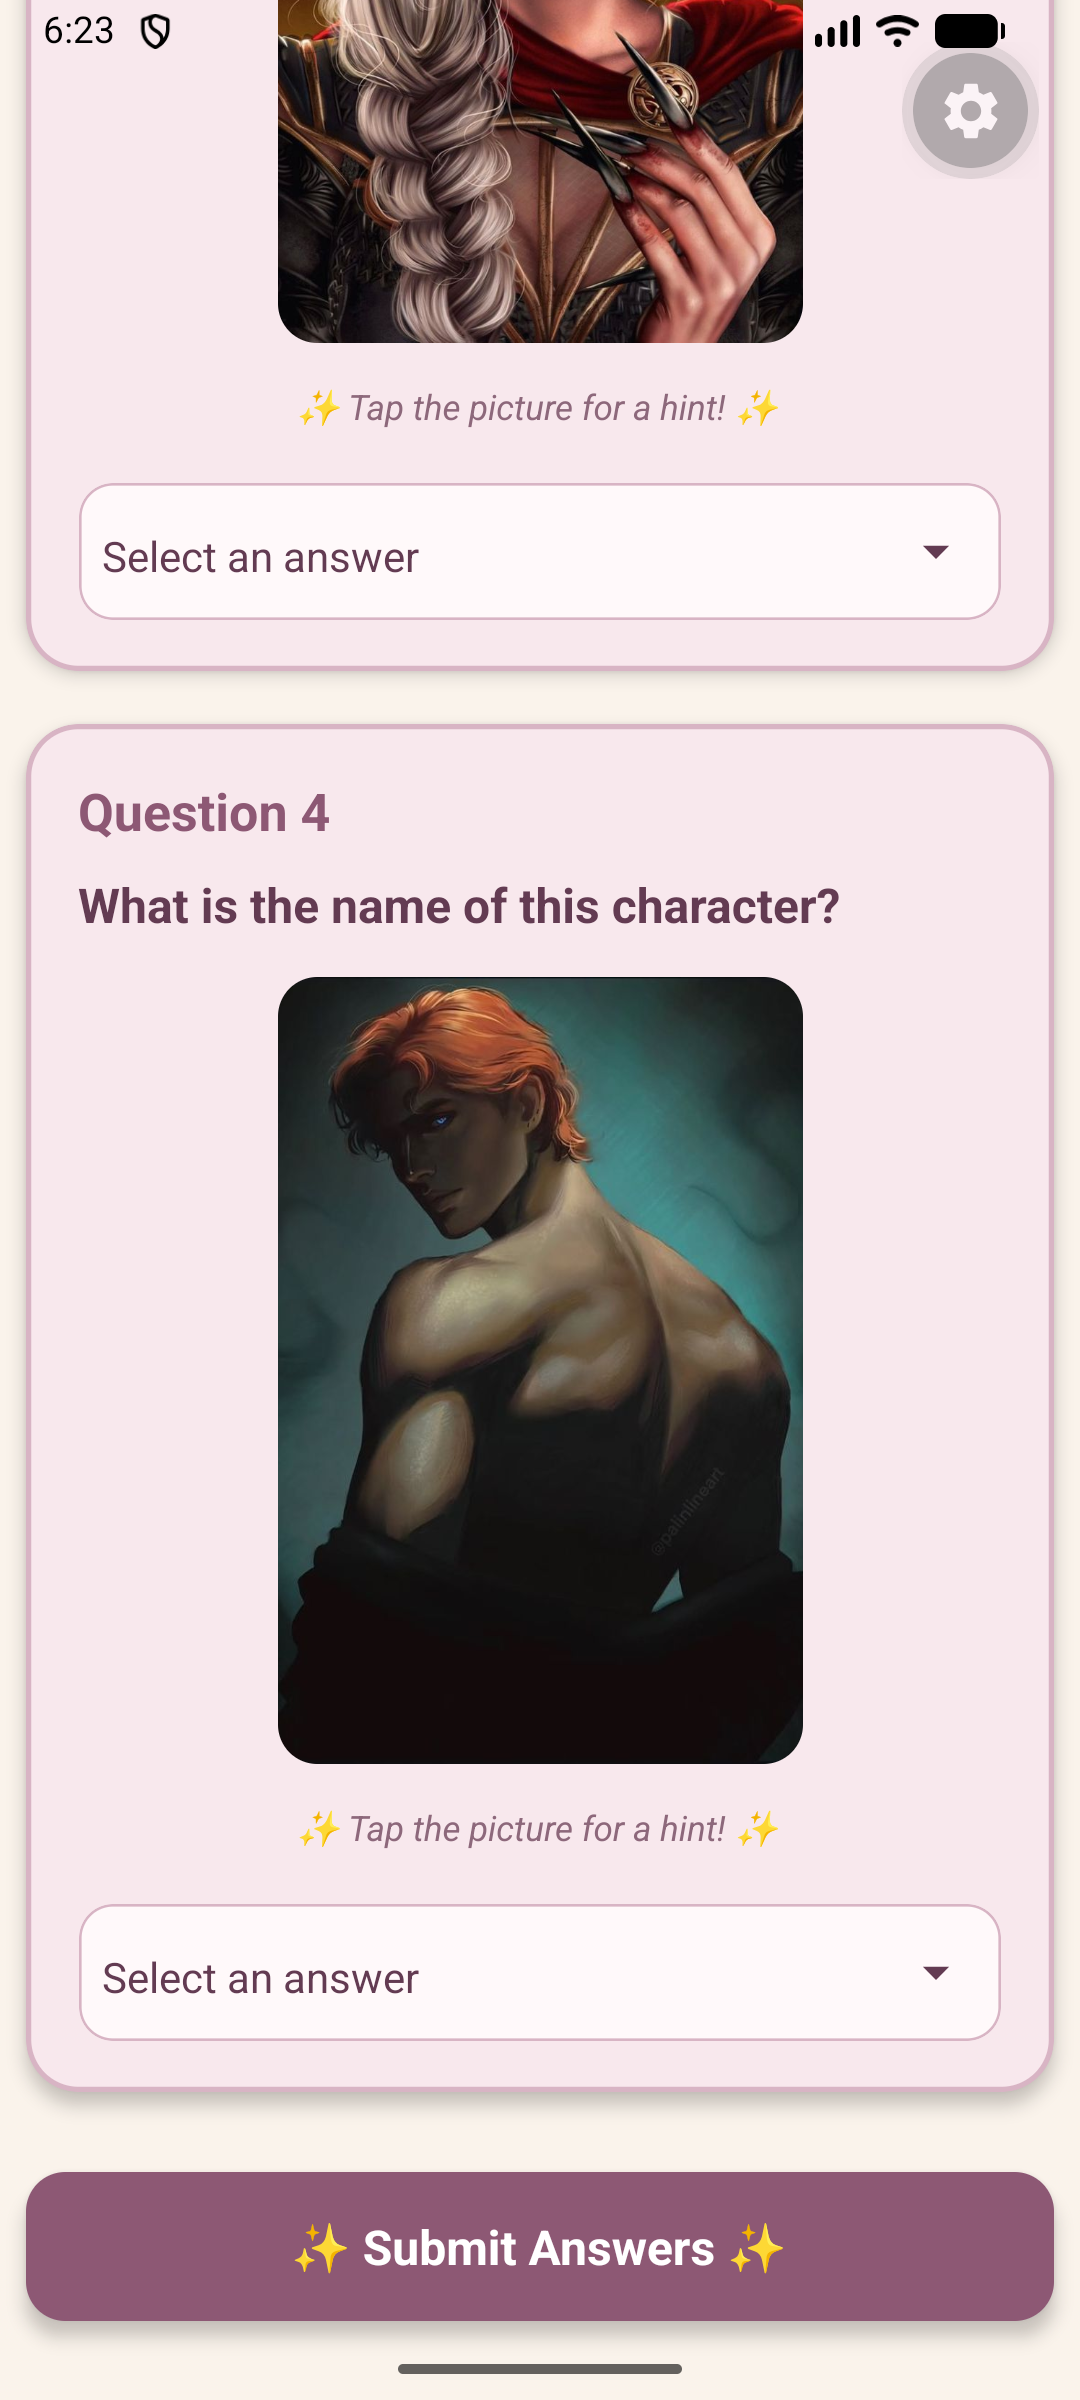 6:23
✨ Tap the picture for a hint! ✨
Select an answer
Question 4
What is the name of this character?
@palinlineart
✨ Tap the picture for a hint! ✨
Select an answer
✨ Submit Answers ✨